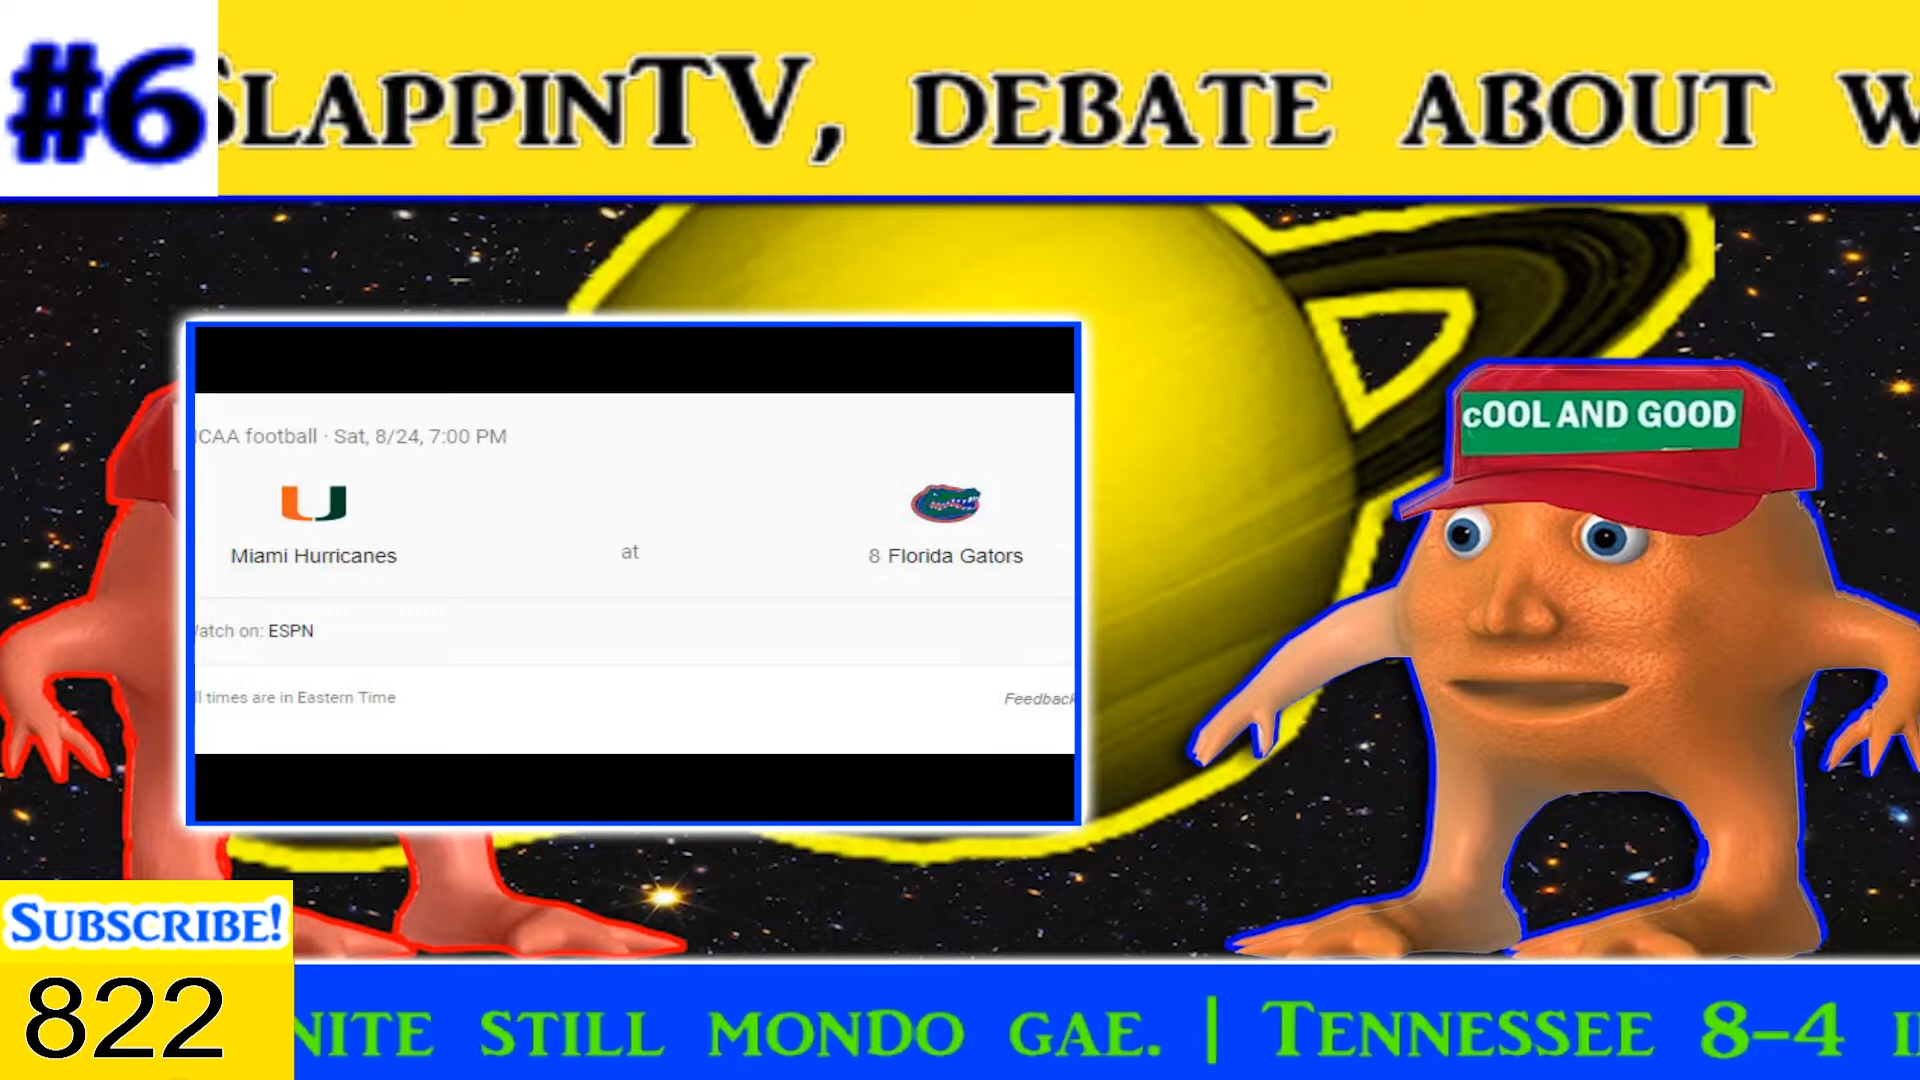 #6
SLAPPINTV, DEBATE ABOUT W
cOOL AND GOOD
CAA football · Sat, 8/24, 7:00 PM
Miami Hurricanes
at
8 Florida Gators
atch on: ESPN
ll times are in Eastern Time
Feedback
SUBSCRIBE!
822
NITE STILL MONDO GAE. | TENNESSEE 8-4 I